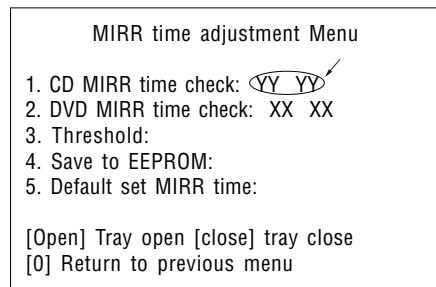 MIRR time adjustment Menu
1. CD MIRR time check: YY YY
2. DVD MIRR time check: XX XX
3. Threshold:
4. Save to EEPROM:
5. Default set MIRR time:
[Open] Tray open [close] tray close
[0] Return to previous menu